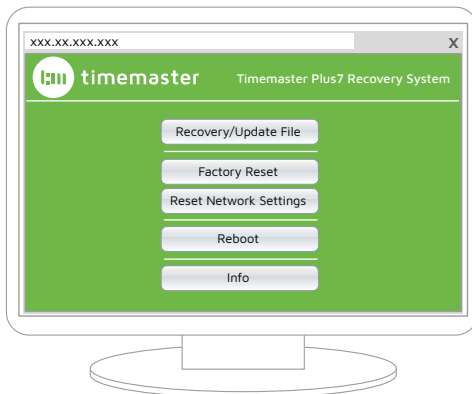 xxx.xx.xxx.xxx
X
timemaster
Timemaster Plus7 Recovery System
Recovery/Update File
Factory Reset
Reset Network Settings
Reboot
Info